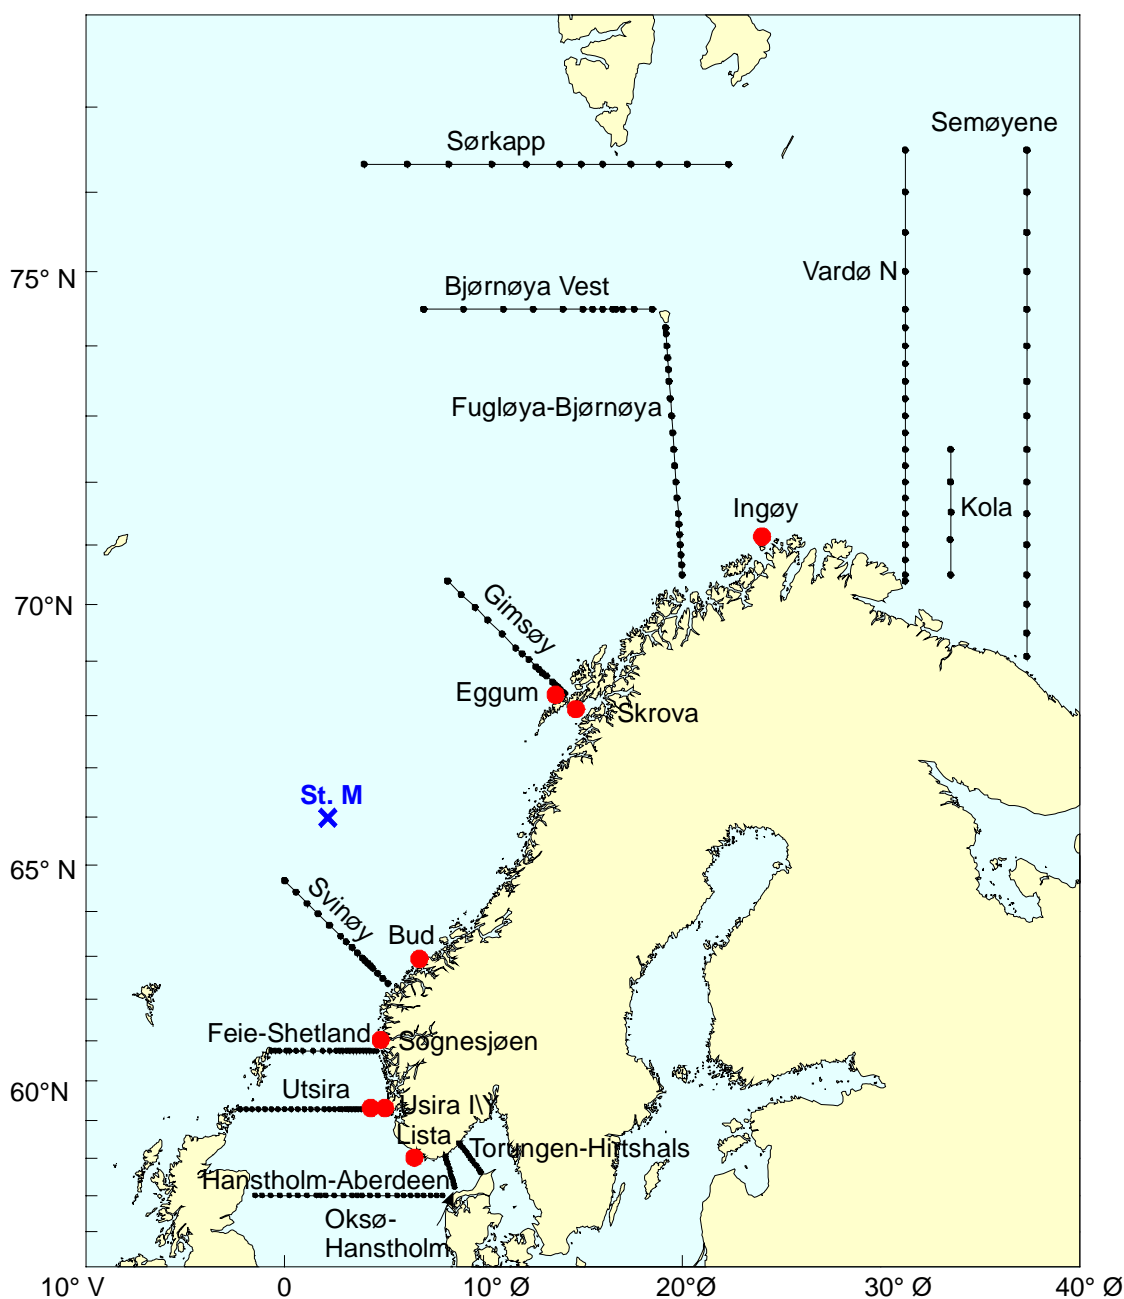 Semøyene
Sørkapp
75° N
Vardø N
Bjørnøya Vest
Fugløya-Bjørnøya
Ingøy
Kola
70°N
Gimsøy
Eggum
Skrova
St. M
65° N
Svinøy
Bud
Feie-Shetland
Sognesjøen
60°N
Utsira
Usira I\Y
Lista
Torungen-Hirtshals
Hanstholm-Aberdeen
Oksø-
Hanstholm
10° V
0
10° Ø
20° Ø
30° Ø
40° Ø